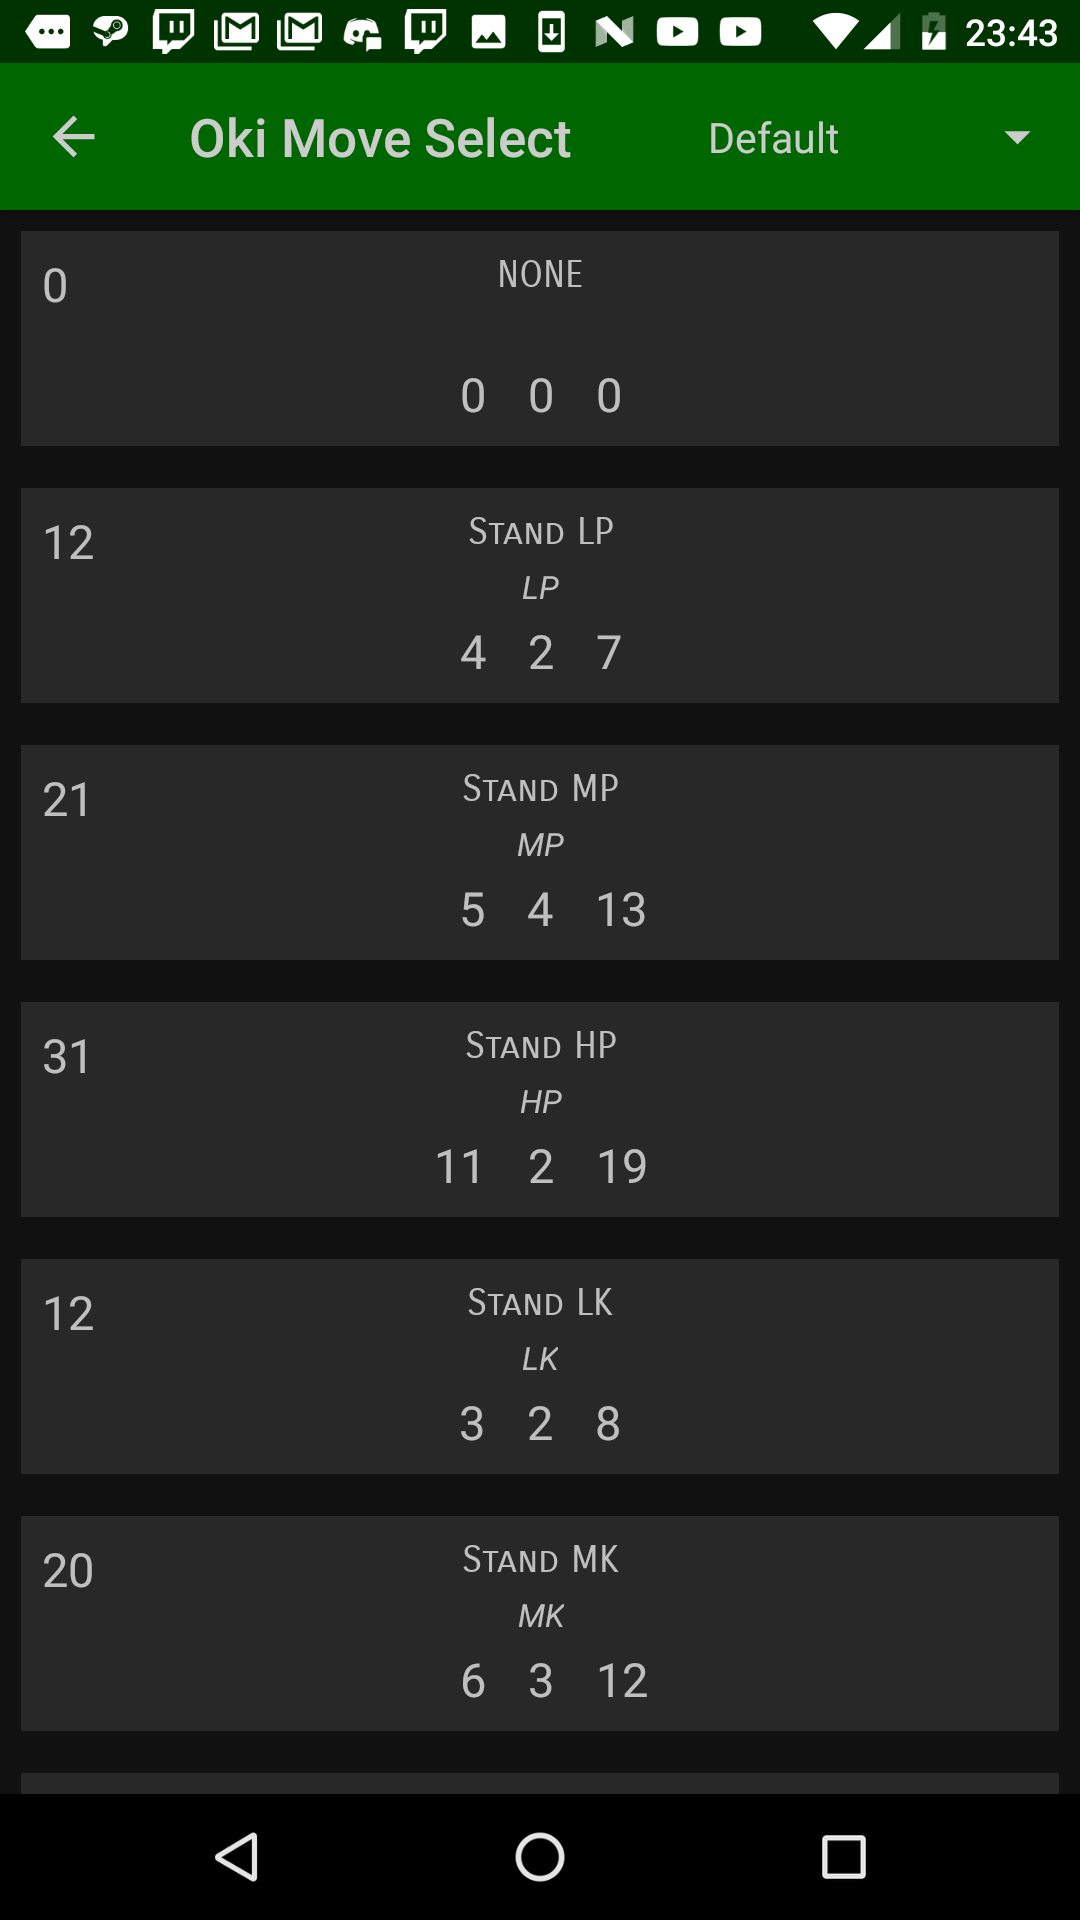 23:43
Oki Move Select Default
0 NONE
0 0 0
12 Stand LP
LP
4 2 7
21 Stand MP
MP
5 4 13
31 Stand HP
HP
11 2 19
12 Stand LK
LK
3 2 8
20 Stand MK
MK
6 3 12